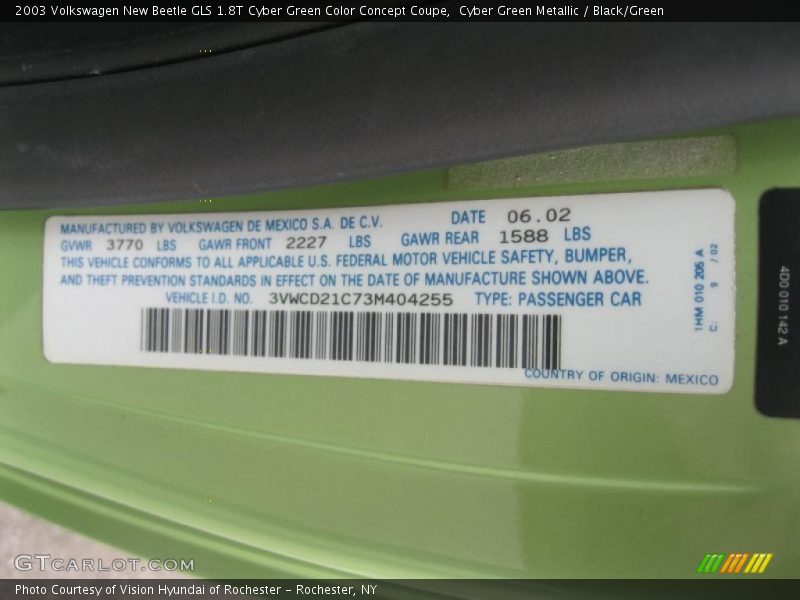 2003 Volkswagen New Beetle GLS 1.8T Cyber Green Color Concept Coupe,  Cyber Green Metallic / Black/Green
MANUFACTURED BY VOLKSWAGEN DE MEXICO S.A. DE C.V. DATE 06.02
GVWR 3770 LBS GAWR FRONT 2227 LBS GAWR REAR 1588 LBS
THIS VEHICLE CONFORMS TO ALL APPLICABLE U.S. FEDERAL MOTOR VEHICLE SAFETY, BUMPER,
AND THEFT PREVENTION STANDARDS IN EFFECT ON THE DATE OF MANUFACTURE SHOWN ABOVE.
VEHICLE I.D. NO. 3VWCD21C73M404255 TYPE: PASSENGER CAR
COUNTRY OF ORIGIN: MEXICO
1HM 010 205 A
C: 9 /02
4D0 010 142 A
GTCARLOT.COM
Photo Courtesy of Vision Hyundai of Rochester – Rochester, NY